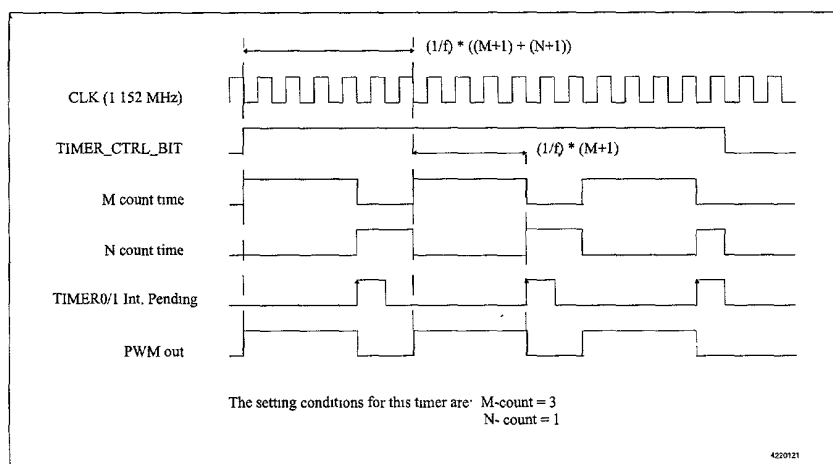 (1/f) * ((M+1) + (N+1))
CLK (1 152 MHz)
TIMER_CTRL_BIT
(1/f) * (M+1)
M count time
N count time
TIMER0/1 Int. Pending
PWM out
The setting conditions for this timer are: M-count = 3
N- count = 1
4220121